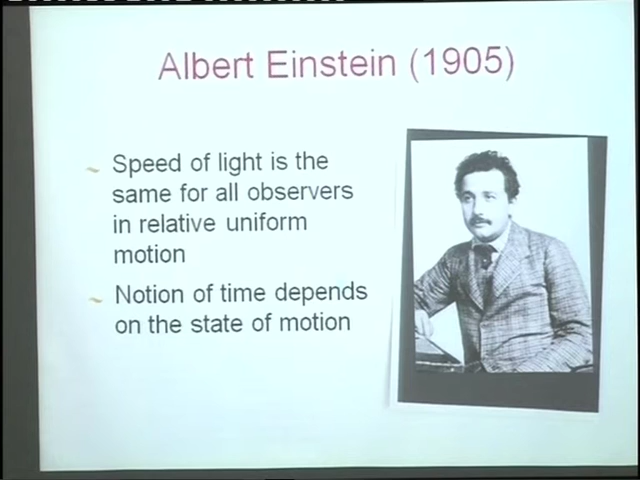 Albert Einstein (1905)
Speed of light is the
same for all observers
in relative uniform
motion
Notion of time depends
on the state of motion